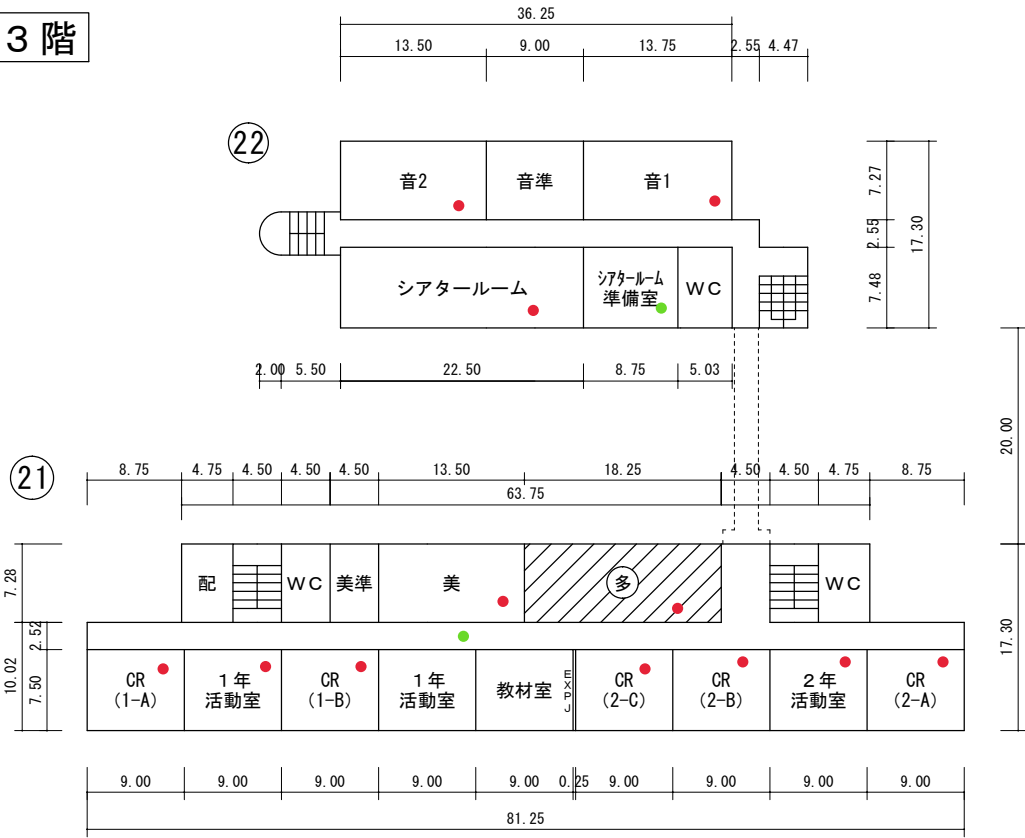 3階
36.25
13.50 9.00 13.75 2.55 4.47
22
音2 音準 音1
7.27
2.55
7.48
17.30
シアタールーム シアタールーム
準備室 WC
2.00 5.50 22.50 8.75 5.03
20.00
21
8.75 4.75 4.50 4.50 4.50 13.50 18.25 4.50 4.50 4.75 8.75
63.75
配 WC 美準 美 多 WC
7.28
2.52
10.02
7.50
17.30
CR
(1-A)
1年
活動室
CR
(1-B)
1年
活動室
教材室
EXPJ
CR
(2-C)
CR
(2-B)
2年
活動室
CR
(2-A)
9.00 9.00 9.00 9.00 9.00 0.25 9.00 9.00 9.00 9.00
81.25